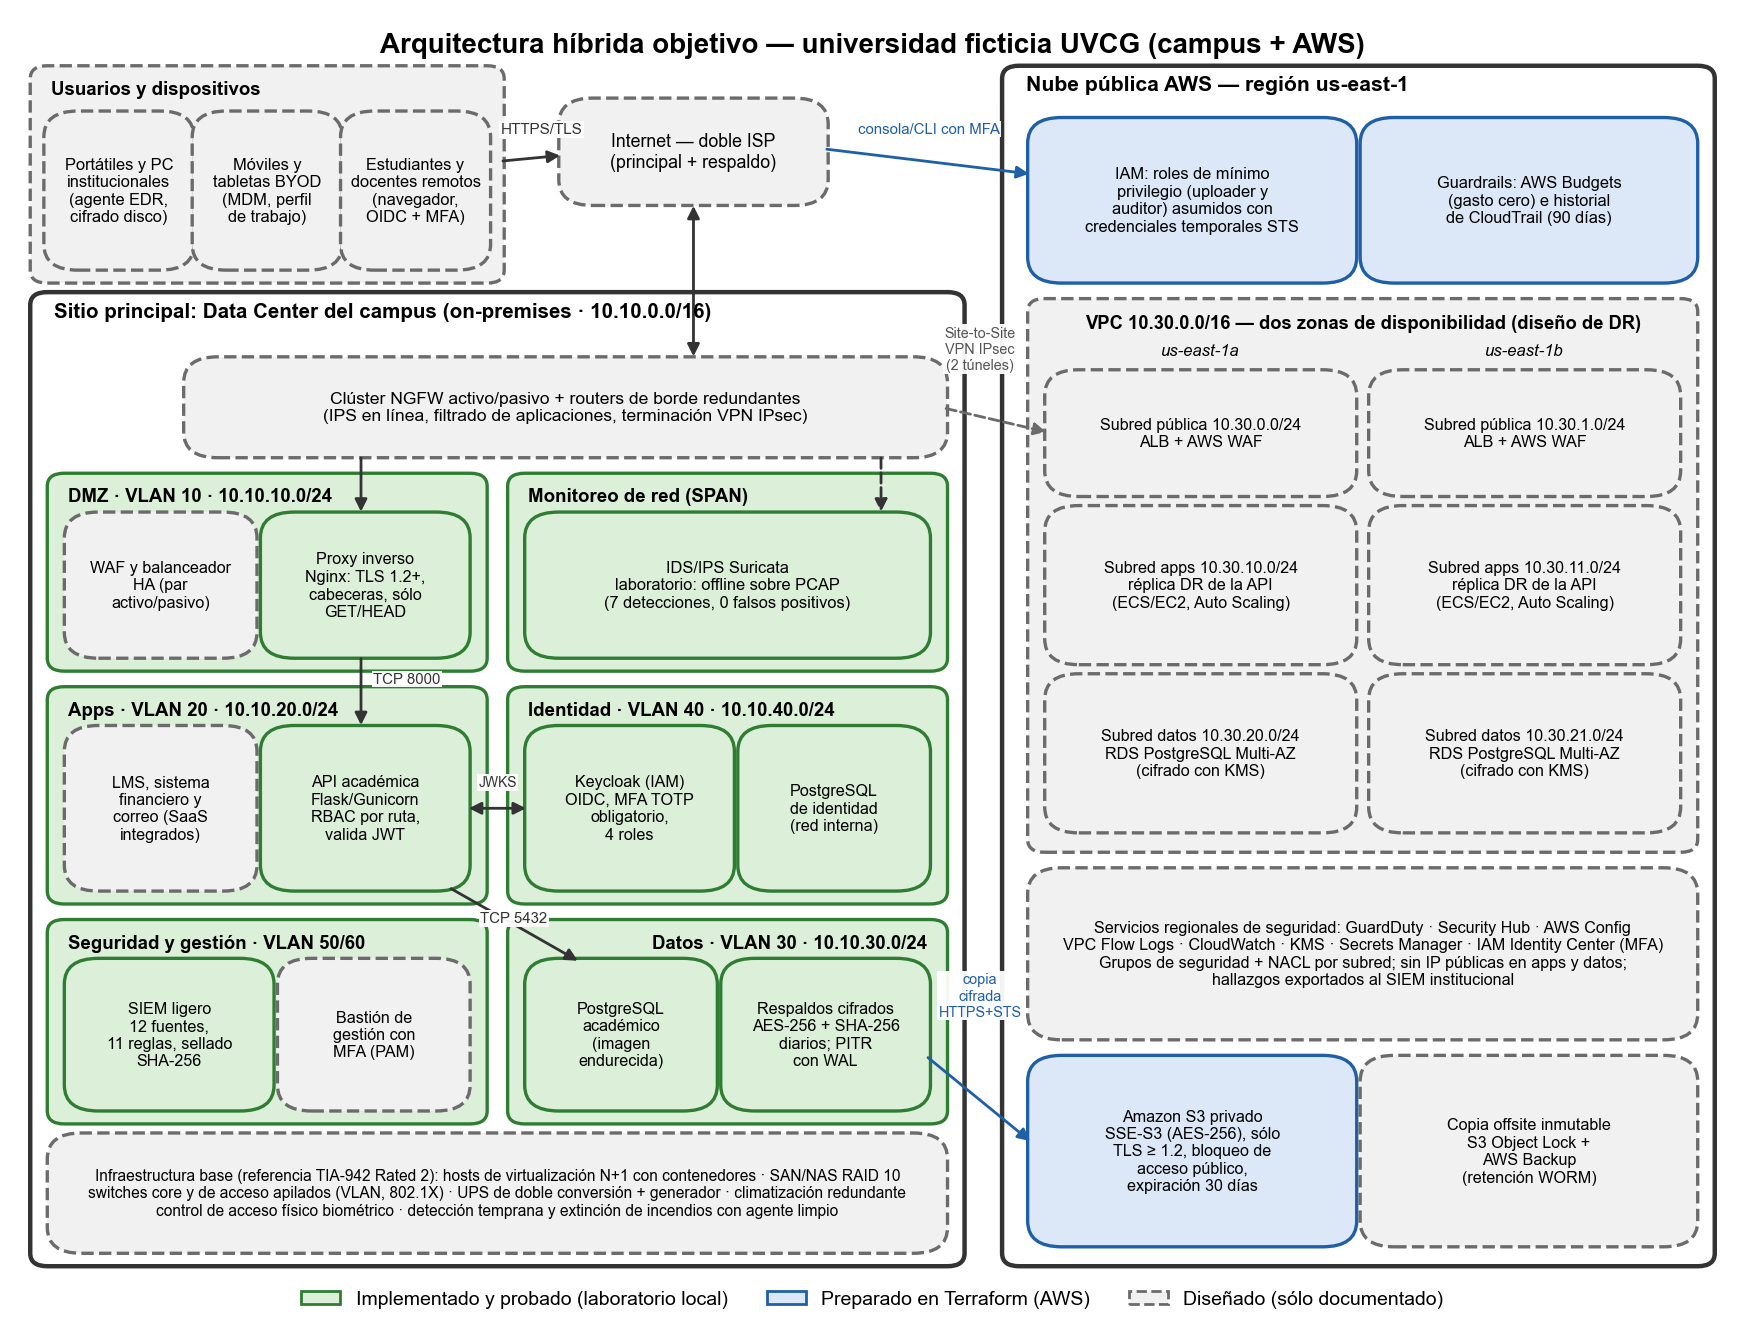 Arquitectura híbrida objetivo — universidad ficticia UVCG (campus + AWS)
Usuarios y dispositivos
Portátiles y PC
institucionales
(agente EDR,
cifrado disco)
Móviles y
tabletas BYOD
(MDM, perfil
de trabajo)
Estudiantes y
docentes remotos
(navegador,
OIDC + MFA)
HTTPS/TLS
Internet — doble ISP
(principal + respaldo)
consola/CLI con MFA
Nube pública AWS — región us-east-1
IAM: roles de mínimo
privilegio (uploader y
auditor) asumidos con
credenciales temporales STS
Guardrails: AWS Budgets
(gasto cero) e historial
de CloudTrail (90 días)
Sitio principal: Data Center del campus (on-premises · 10.10.0.0/16)
Clúster NGFW activo/pasivo + routers de borde redundantes
(IPS en línea, filtrado de aplicaciones, terminación VPN IPsec)
Site-to-Site
VPN IPsec
(2 túneles)
VPC 10.30.0.0/16 — dos zonas de disponibilidad (diseño de DR)
us-east-1a
us-east-1b
Subred pública 10.30.0.0/24
ALB + AWS WAF
Subred pública 10.30.1.0/24
ALB + AWS WAF
Subred apps 10.30.10.0/24
réplica DR de la API
(ECS/EC2, Auto Scaling)
Subred apps 10.30.11.0/24
réplica DR de la API
(ECS/EC2, Auto Scaling)
Subred datos 10.30.20.0/24
RDS PostgreSQL Multi-AZ
(cifrado con KMS)
Subred datos 10.30.21.0/24
RDS PostgreSQL Multi-AZ
(cifrado con KMS)
DMZ · VLAN 10 · 10.10.10.0/24
WAF y balanceador
HA (par
activo/pasivo)
Proxy inverso
Nginx: TLS 1.2+,
cabeceras, sólo
GET/HEAD
Monitoreo de red (SPAN)
IDS/IPS Suricata
laboratorio: offline sobre PCAP
(7 detecciones, 0 falsos positivos)
TCP 8000
Apps · VLAN 20 · 10.10.20.0/24
LMS, sistema
financiero y
correo (SaaS
integrados)
API académica
Flask/Gunicorn
RBAC por ruta,
valida JWT
JWKS
Identidad · VLAN 40 · 10.10.40.0/24
Keycloak (IAM)
OIDC, MFA TOTP
obligatorio,
4 roles
PostgreSQL
de identidad
(red interna)
TCP 5432
Seguridad y gestión · VLAN 50/60
SIEM ligero
12 fuentes,
11 reglas, sellado
SHA-256
Bastión de
gestión con
MFA (PAM)
Datos · VLAN 30 · 10.10.30.0/24
PostgreSQL
académico
(imagen
endurecida)
Respaldos cifrados
AES-256 + SHA-256
diarios; PITR
con WAL
copia
cifrada
HTTPS+STS
Servicios regionales de seguridad: GuardDuty · Security Hub · AWS Config
VPC Flow Logs · CloudWatch · KMS · Secrets Manager · IAM Identity Center (MFA)
Grupos de seguridad + NACL por subred; sin IP públicas en apps y datos;
hallazgos exportados al SIEM institucional
Amazon S3 privado
SSE-S3 (AES-256), sólo
TLS ≥ 1.2, bloqueo de
acceso público,
expiración 30 días
Copia offsite inmutable
S3 Object Lock +
AWS Backup
(retención WORM)
Infraestructura base (referencia TIA-942 Rated 2): hosts de virtualización N+1 con contenedores · SAN/NAS RAID 10
switches core y de acceso apilados (VLAN, 802.1X) · UPS de doble conversión + generador · climatización redundante
control de acceso físico biométrico · detección temprana y extinción de incendios con agente limpio
Implementado y probado (laboratorio local)
Preparado en Terraform (AWS)
Diseñado (sólo documentado)